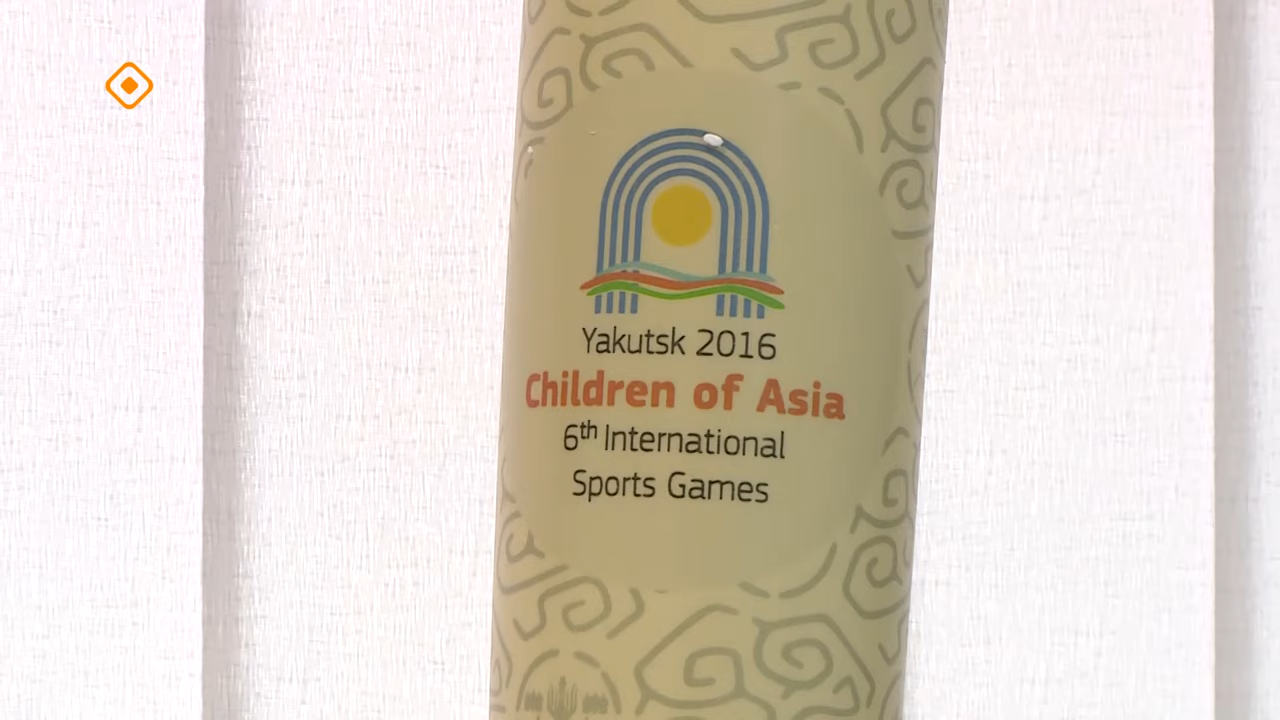 Yakutsk 2016
Children of Asia
6th International
Sports Games